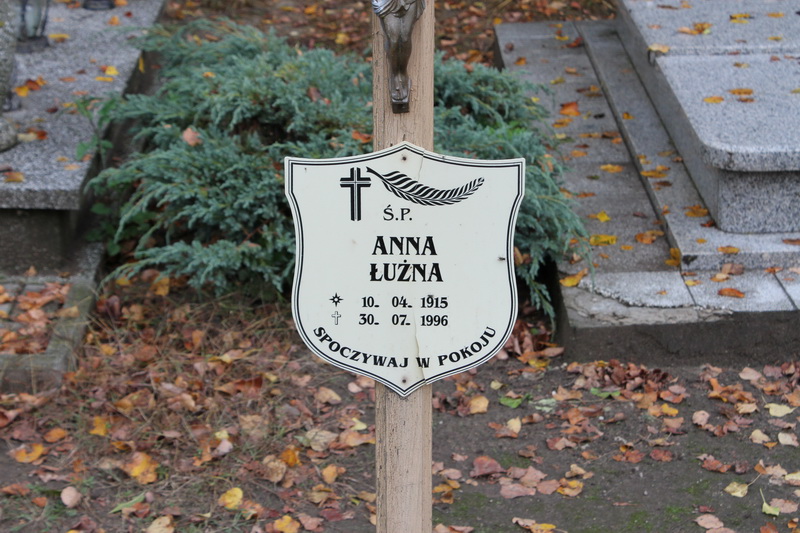 Ś.P.
ANNA
ŁUŻNA
10- 04- 1915
30- 07- 1996
SPOCZYWAJ W POKOJU